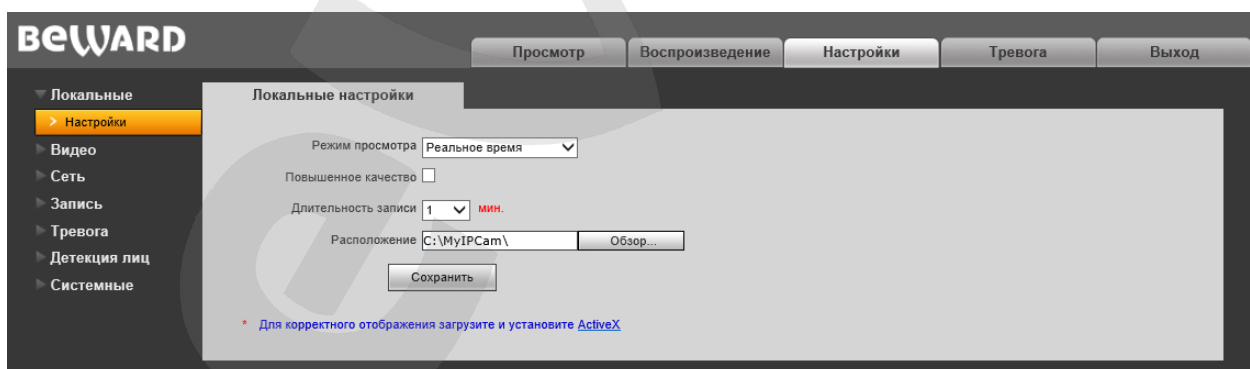 BEWARD
Просмотр Воспроизведение Настройки Тревога Выход
Локальные
Настройки
Видео
Сеть
Запись
Тревога
Детекция лиц
Системные
Локальные настройки
Режим просмотра Реальное время
Повышенное качество
Длительность записи 1 мин.
Расположение C:\MyIPCam\ Обзор...
Сохранить
* Для корректного отображения загрузите и установите ActiveX